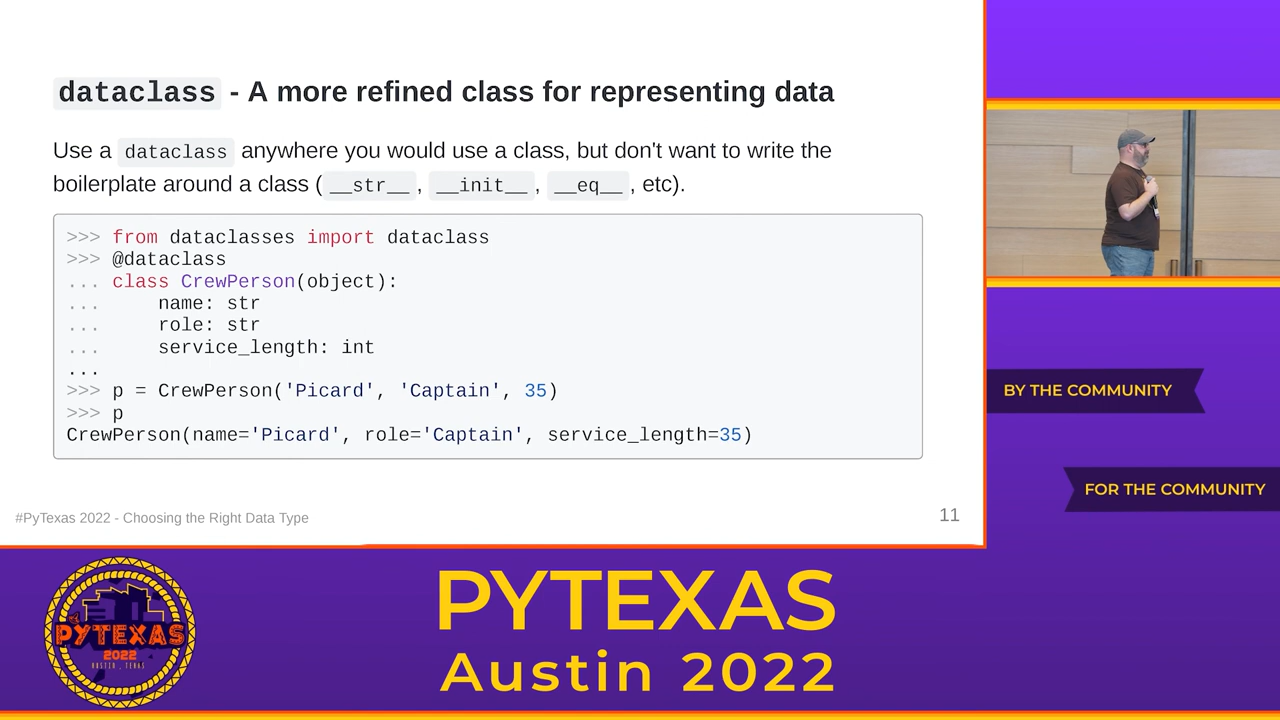 dataclass - A more refined class for representing data
Use a dataclass anywhere you would use a class, but don't want to write the
boilerplate around a class ( __str__ , __init__ , __eq__ , etc).
>>> from dataclasses import dataclass
>>> @dataclass
... class CrewPerson(object):
...     name: str
...     role: str
...     service_length: int
...
>>> p = CrewPerson('Picard', 'Captain', 35)
>>> p
CrewPerson(name='Picard', role='Captain', service_length=35)
#PyTexas 2022 - Choosing the Right Data Type
11
BY THE COMMUNITY
FOR THE COMMUNITY
PYTEXAS
2022
AUSTIN, TEXAS
PYTEXAS
Austin 2022